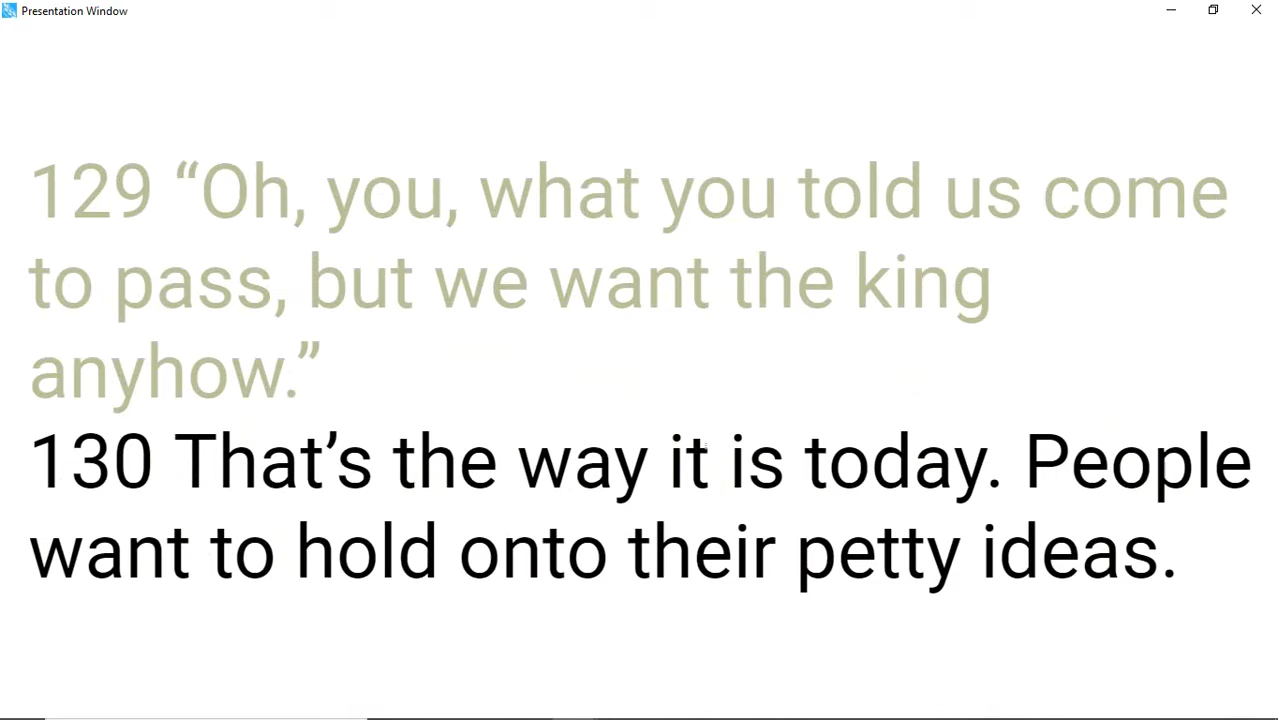 Presentation Window
129 “Oh, you, what you told us come
to pass, but we want the king
anyhow.”
130 That’s the way it is today. People
want to hold onto their petty ideas.